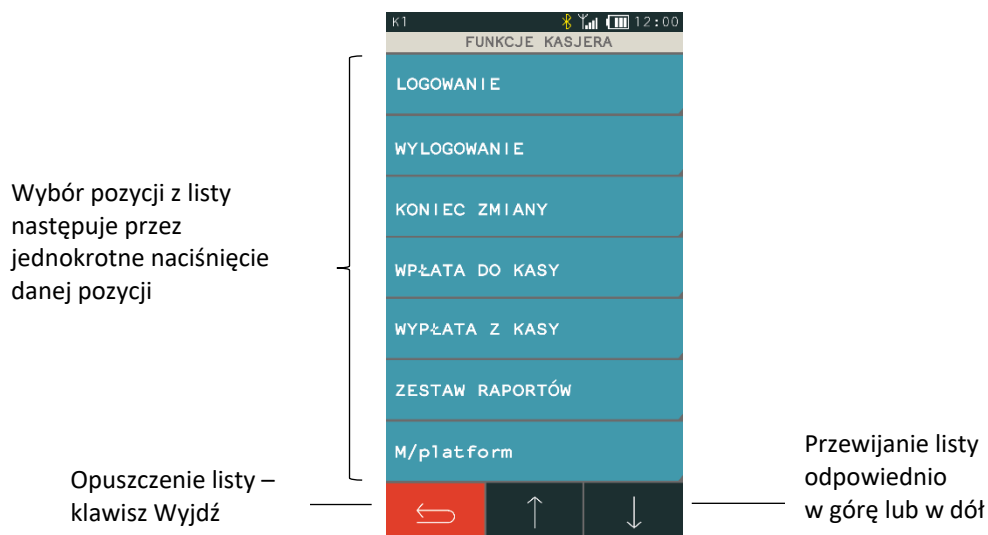 K1 12:00
FUNKCJE KASJERA
LOGOWANIE
WYLOGOWANIE
KONIEC ZMIANY
WPŁATA DO KASY
WYPŁATA Z KASY
ZESTAW RAPORTÓW
M/platform
Wybór pozycji z listy
następuje przez
jednokrotne naciśnięcie
danej pozycji
Opuszczenie listy –
klawisz Wyjdź
Przewijanie listy
odpowiednio
w górę lub w dół